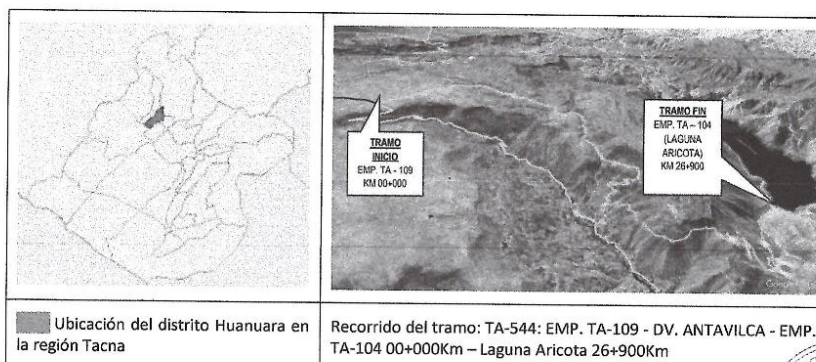 TRAMO
INICIO
EMP. TA - 109
KM 00+000
TRAMO FIN
EMP. TA – 104
(LAGUNA
ARICOTA)
KM 26+900
Ubicación del distrito Huanuara en
la región Tacna
Recorrido del tramo: TA-544: EMP. TA-109 - DV. ANTAVILCA - EMP.
TA-104 00+000Km – Laguna Aricota 26+900Km